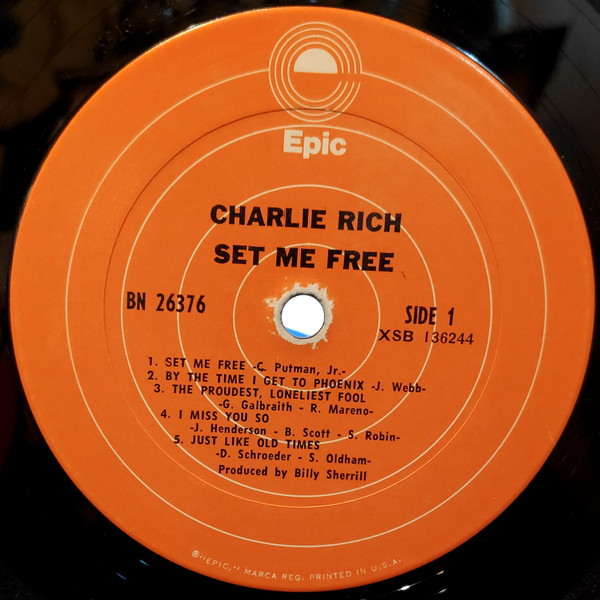 Epic
CHARLIE RICH
SET ME FREE
BN 26376
SIDE 1
XSB 136244
1. SET ME FREE -C. Putman, Jr.-
2. BY THE TIME I GET TO PHOENIX -J. Webb-
3. THE PROUDEST, LONELIEST FOOL
-G. Galbraith - R. Mareno-
4. I MISS YOU SO
-J. Henderson - B. Scott - S. Robin-
5. JUST LIKE OLD TIMES
-D. Schroeder - S. Oldham-
Produced by Billy Sherrill
®"EPIC," MARCA REG. PRINTED IN U.S.A.